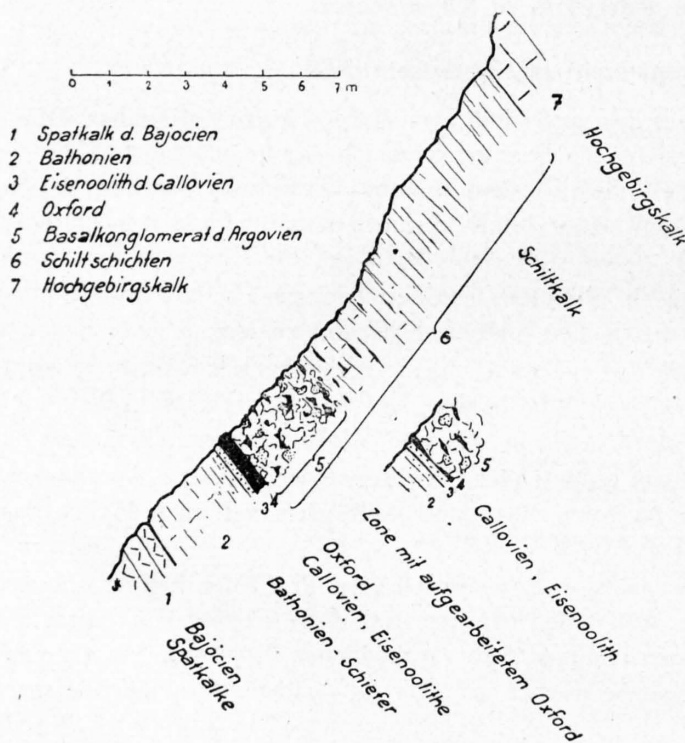 0 1 2 3 4 5 6 7 m
1 Spatkalk d. Bajocien
2 Bathonien
3 Eisenoolith d. Callovien
4 Oxford
5 Basalkonglomerat d. Argovien
6 Schiltschichten
7 Hochgebirgskalk
7
Hochgebirgskalk
Schiltkalk
6
5
3 4
2
1
Bajocien
Spatkalke
Oxford
Callovien, Eisenoolithe
Bathonien - Schiefer
5
4
3
2
Callovien, Eisenoolith
Zone mit aufgearbeitetem Oxford